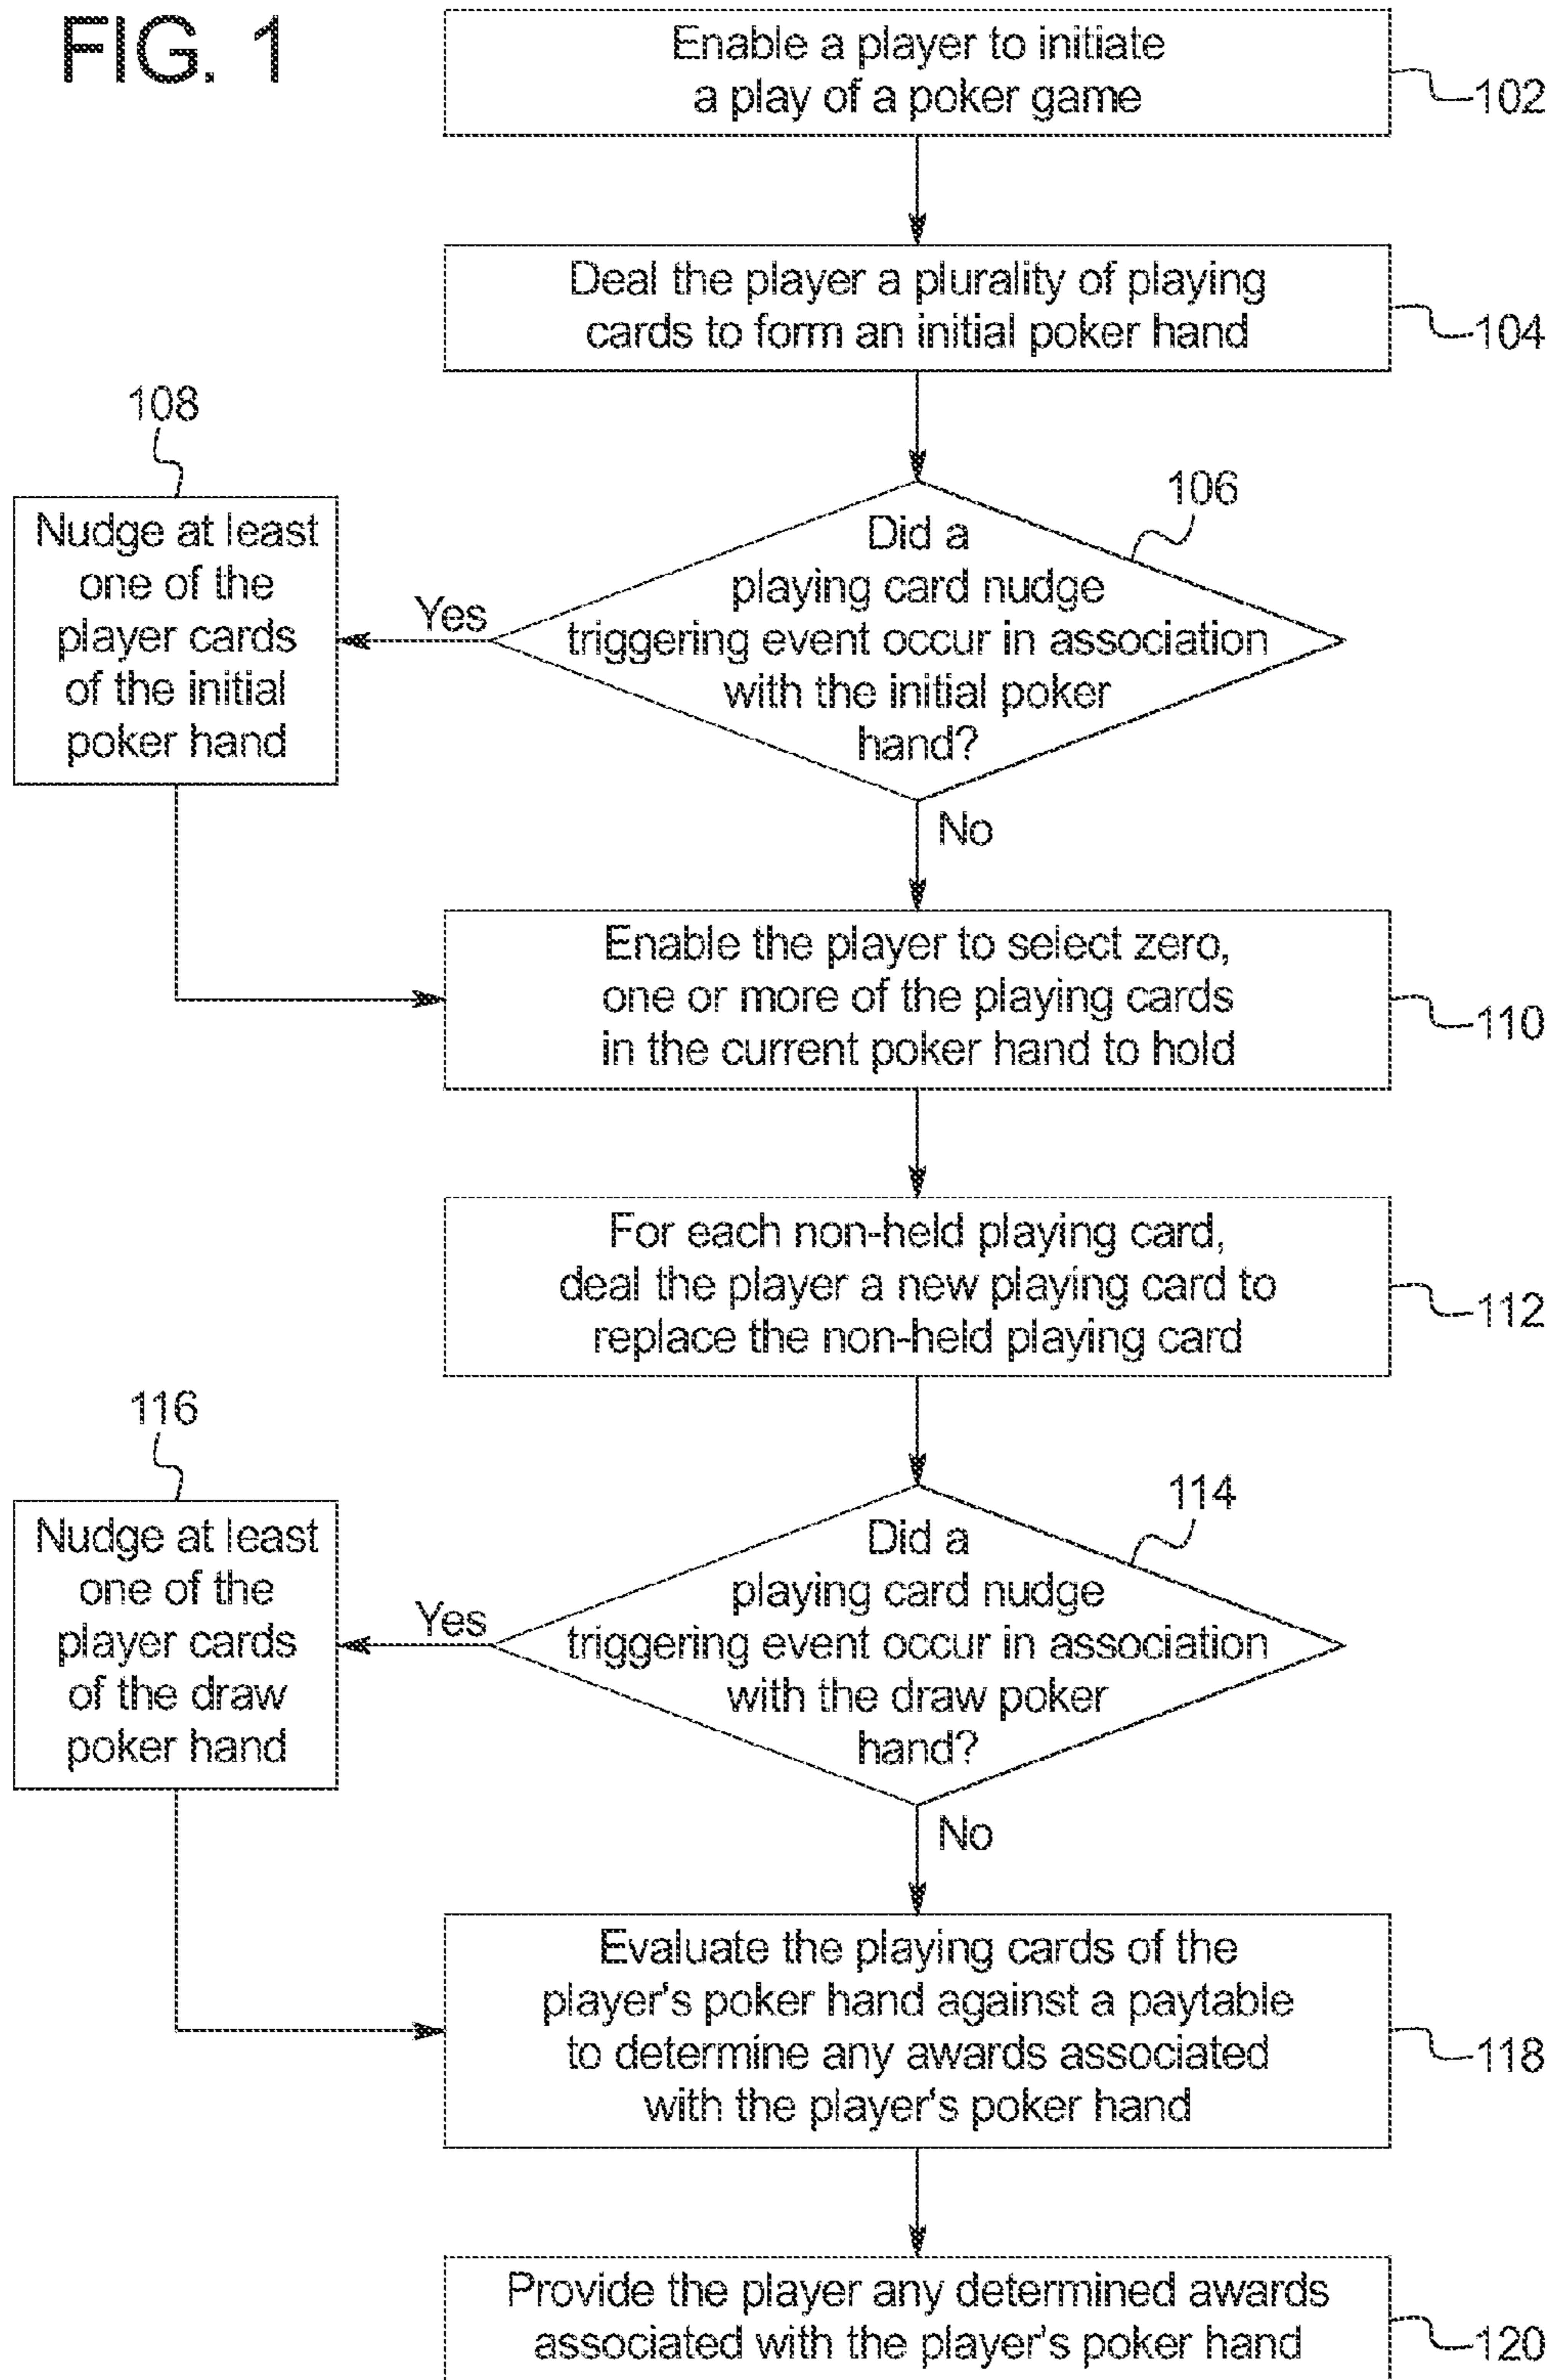 FIG. 1
Enable a player to initiate
a play of a poker game
102
Deal the player a plurality of playing
cards to form an initial poker hand
104
108
Nudge at least
one of the
player cards
of the initial
poker hand
Yes
106
Did a
playing card nudge
triggering event occur in association
with the initial poker
hand?
No
Enable the player to select zero,
one or more of the playing cards
in the current poker hand to hold
110
For each non-held playing card,
deal the player a new playing card to
replace the non-held playing card
112
116
Nudge at least
one of the
player cards
of the draw
poker hand
Yes
114
Did a
playing card nudge
triggering event occur in association
with the draw poker
hand?
No
Evaluate the playing cards of the
player's poker hand against a paytable
to determine any awards associated
with the player's poker hand
118
Provide the player any determined awards
associated with the player's poker hand
120